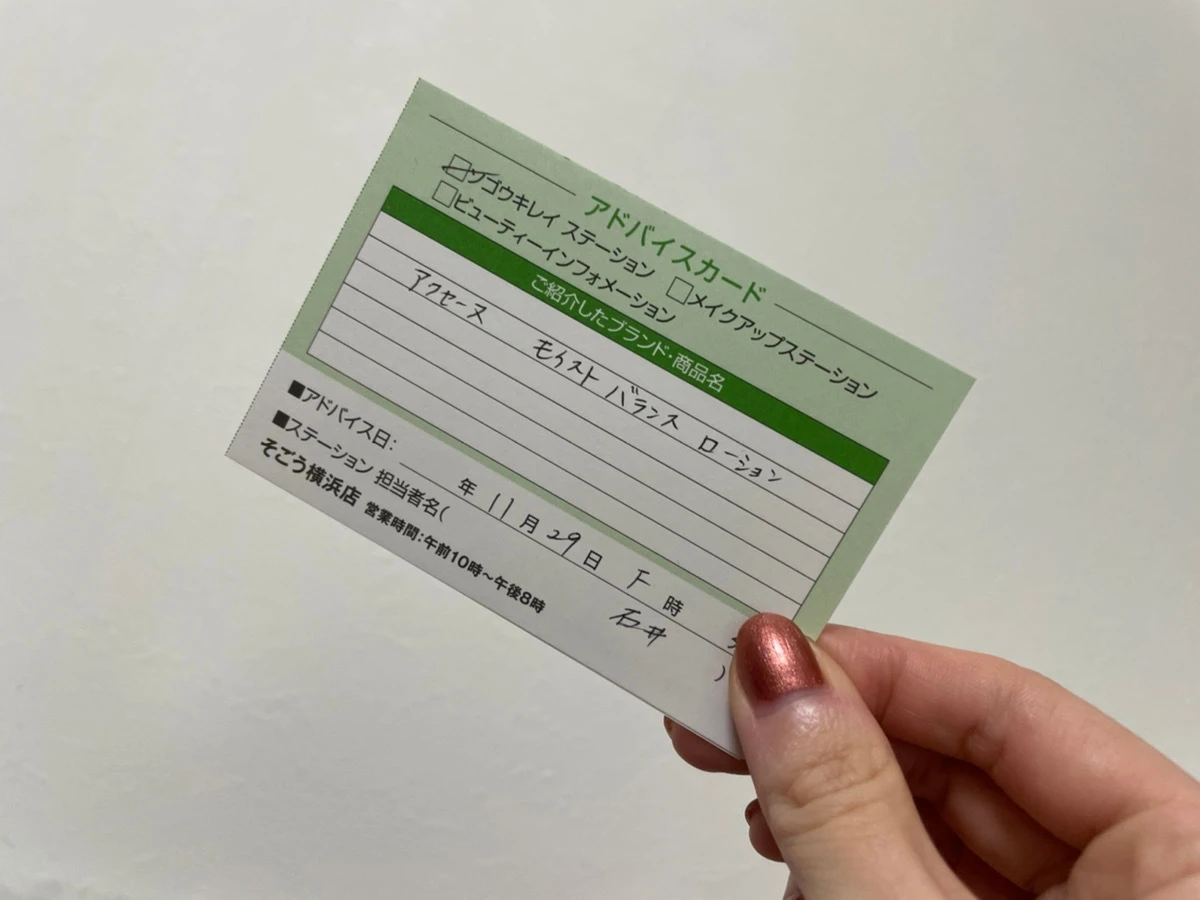 アドバイスカード
ソゴウキレイ ステーション □メイクアップステーション
□ビューティーインフォメーション
ご紹介したブランド・商品名
アクセーヌ モイスト バランス ローション
■アドバイス日: 年 11月 29日 時
■ステーション 担当者名( 石井 )
そごう横浜店 営業時間:午前10時~午後8時